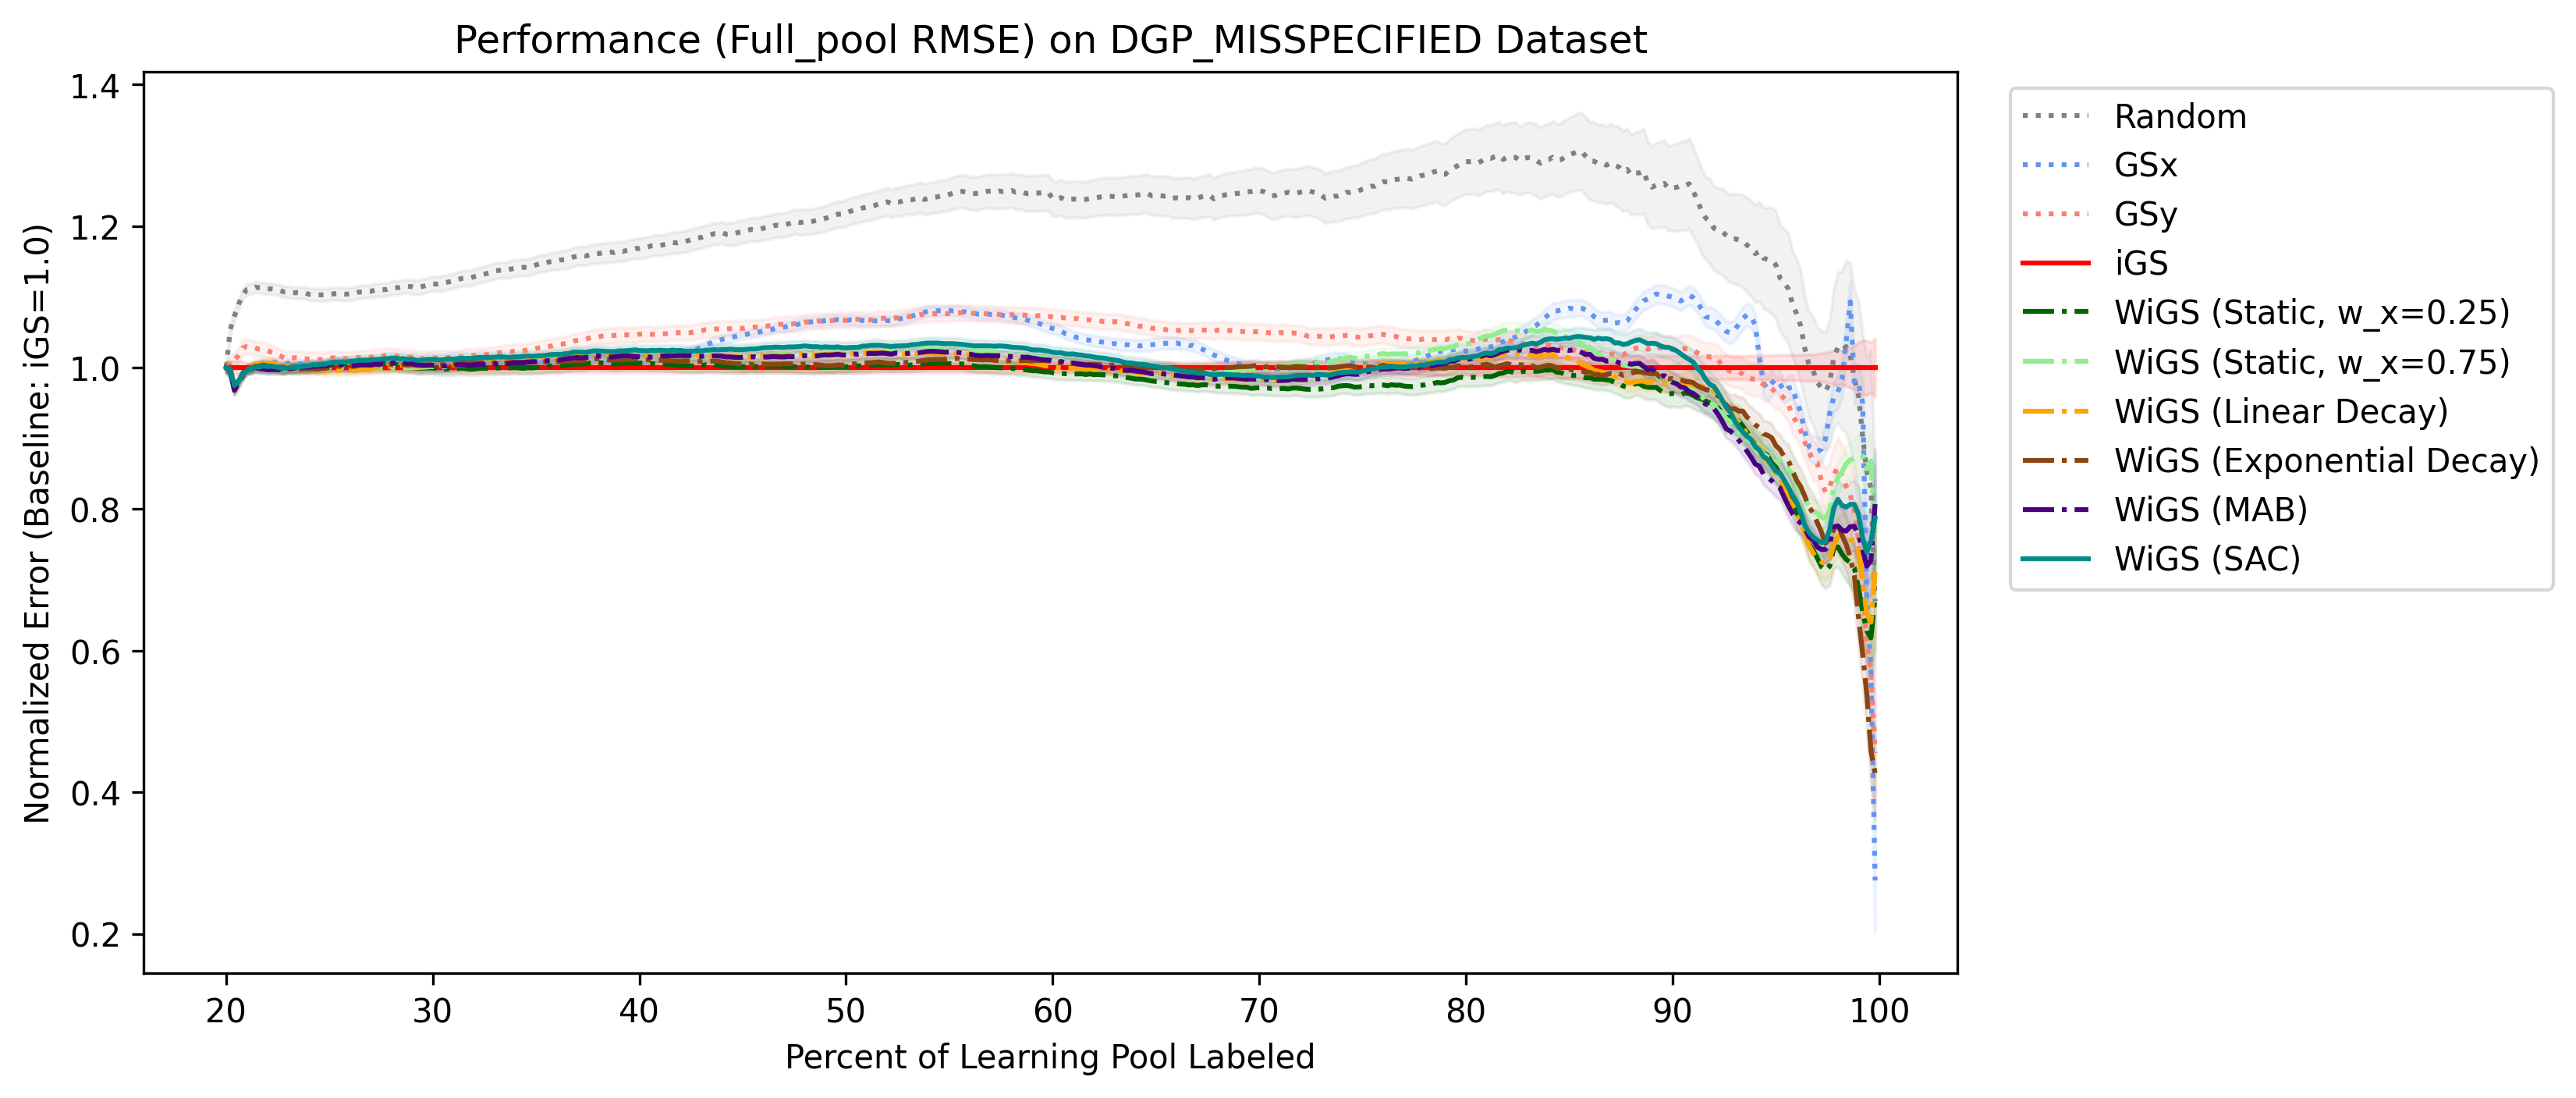 Performance (Full_pool RMSE) on DGP_MISSPECIFIED Dataset
Normalized Error (Baseline: iGS=1.0)
1.4
1.2
1.0
0.8
0.6
0.4
0.2
20 30 40 50 60 70 80 90 100
Percent of Learning Pool Labeled
Random
GSx
GSy
iGS
WiGS (Static, w_x=0.25)
WiGS (Static, w_x=0.75)
WiGS (Linear Decay)
WiGS (Exponential Decay)
WiGS (MAB)
WiGS (SAC)